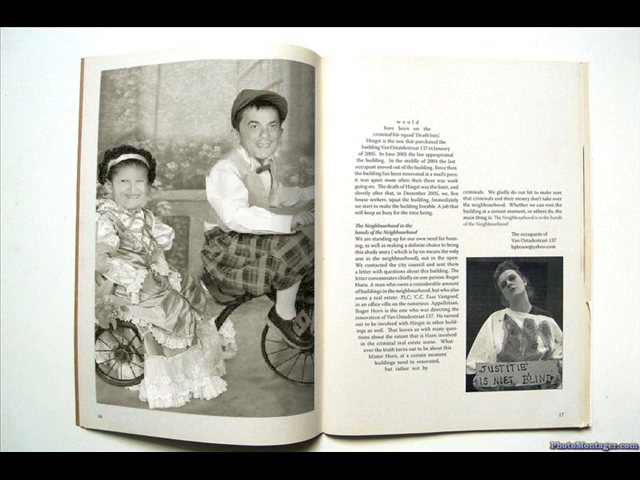 would
have been on the
criminal hit-squad 'Death lists.'
Hingst is the one that purchased the
building Van Ostadestraat 137 in January
of 2005. In June 2005 the law appropriated
the building. In the middle of 2004 the last
occupant moved out of the building. Since then
the building has been renovated at a snail's pace;
it was quiet more often then there was work
going on. The death of Hingst was the limit, and
shortly after that, in December 2005, we, five
house seekers, squat the building. Immediately
we start to make the building liveable. A job that
will keep us busy for the time being.
The Neighbourhood in the
hands of the Neighbourhood
We are standing up for our own need for hous-
ing, as well as making a definite choice to bring
this shady story ( which is by no means the only
one in the neighbourhood), out in the open.
We contacted the city council and sent them
a letter with questions about this building. The
letter concentrates chiefly on one person: Roger
Horn. A man who owns a considerable amount
of buildings in the neighbourhood, but who also
owns a real estate- PLC, 'C.C. Faas Vastgoed',
in an office villa on the notorious Apollolaan.
Roger Horn is the one who was directing the
renovation of Van Ostadestraat 137. He turned
out to be involved with Hingst in other build-
ings as well. That leaves us with many ques-
tions about the extent that is Horn involved
in the criminal real estate scene. What-
ever the truth turns out to be about this
Mister Horn, at a certain moment
buildings need to renovated,
but rather not by
criminals. We gladly do our bit to make sure
that criminals and their money don't take over
the neighbourhood. Whether we can rent the
building at a certain moment, or others do, the
main thing is: The Neighbourhood is in the hands
of the Neighbourhood!
The occupants of
Van Ostadestraat 137
bpbouw@yahoo.com
JUSTITIE
IS NIET BLIND
16
17
PhotoMontager.com